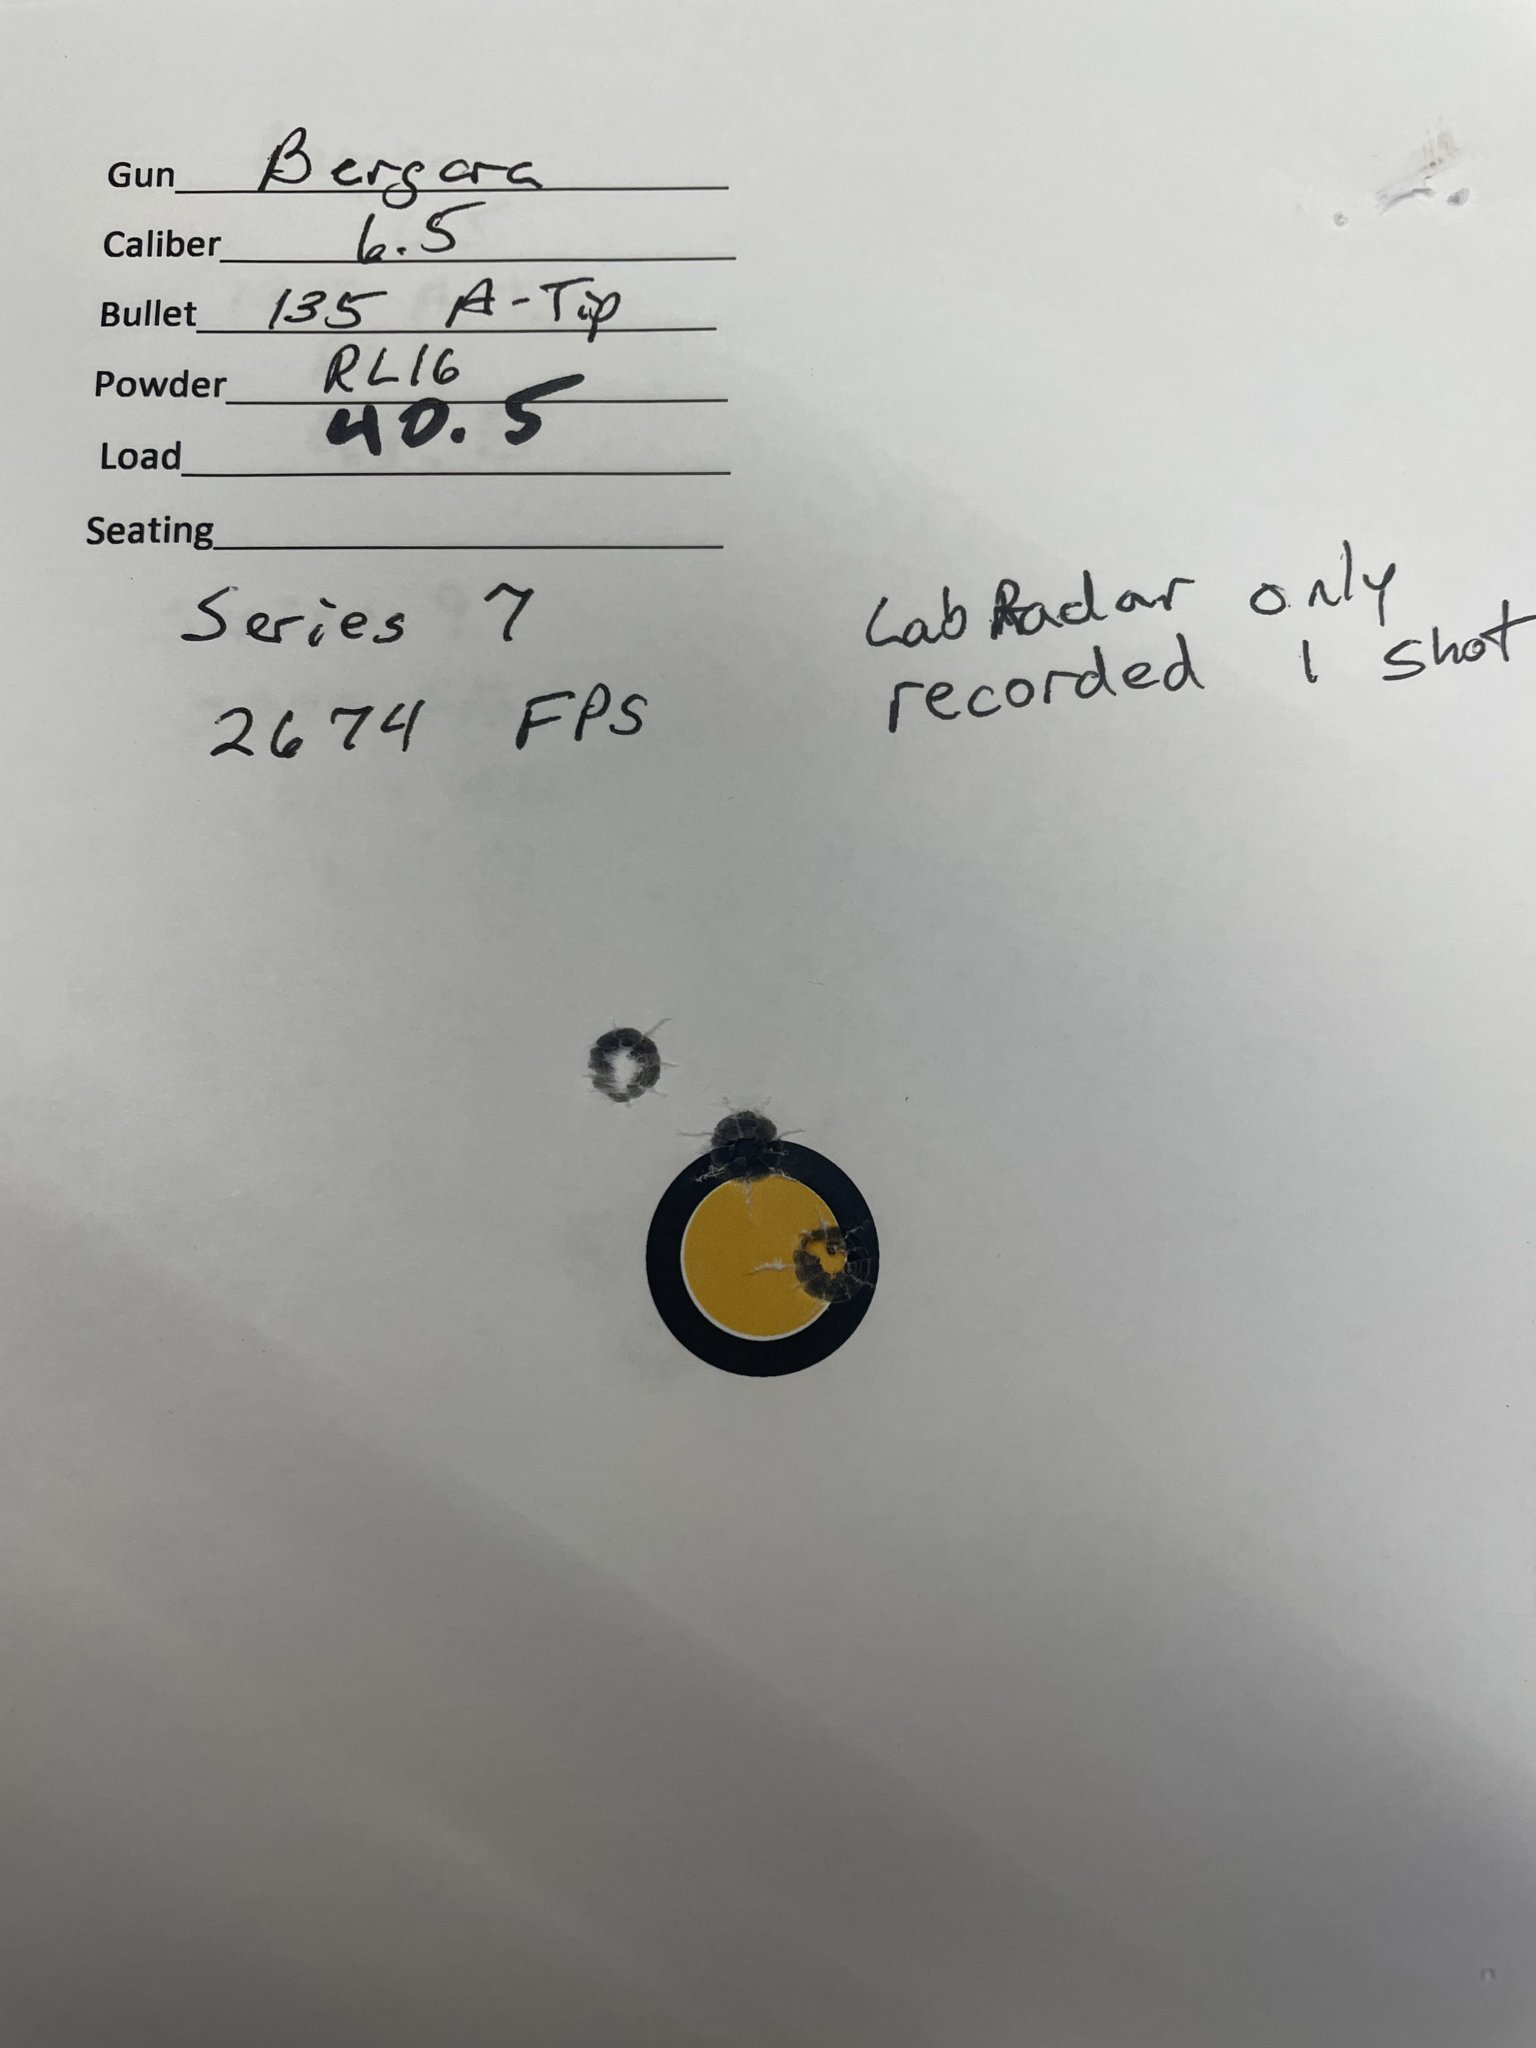 Gun Bergara
Caliber 6.5
Bullet 135 A-Tip
Powder RL16
Load 40.5
Seating
Series 7
2674 FPS
LabRadar only
recorded 1 shot